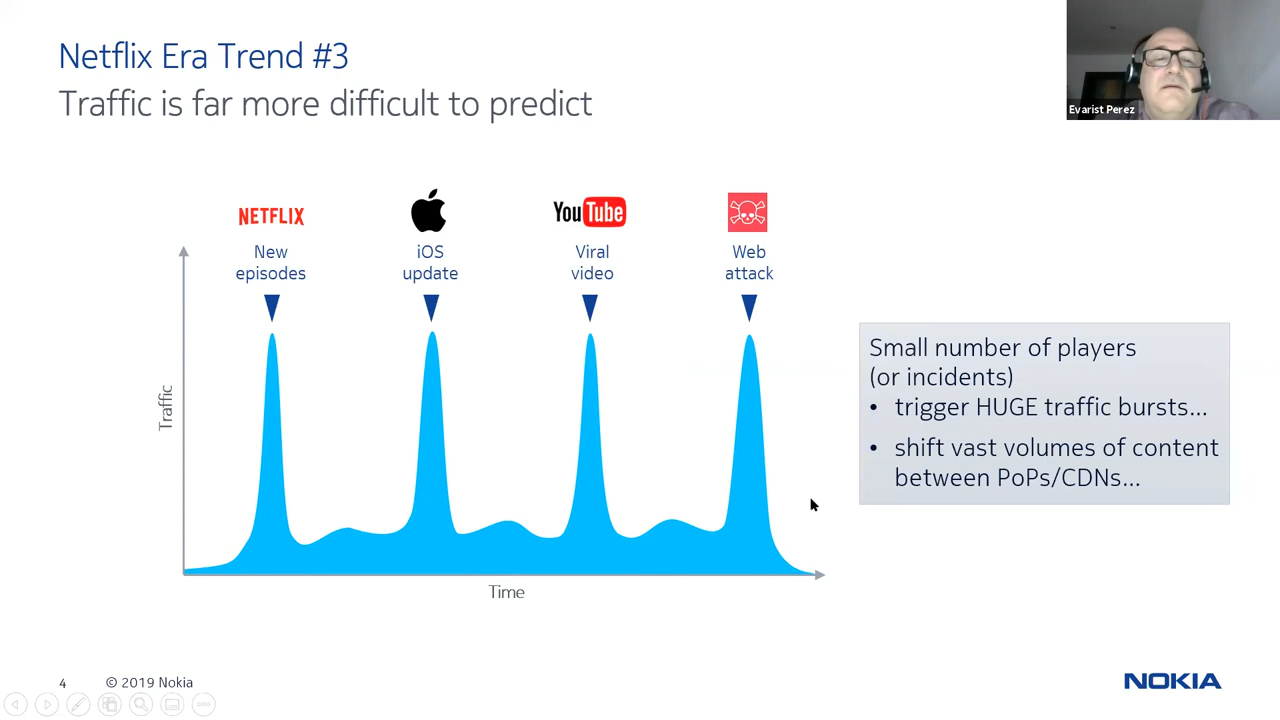 Netflix Era Trend #3
Traffic is far more difficult to predict
Evarist Perez
NETFLIX
YouTube
New
episodes
iOS
update
Viral
video
Web
attack
Traffic
Time
Small number of players
(or incidents)
• trigger HUGE traffic bursts...
• shift vast volumes of content
between PoPs/CDNs...
4 © 2019 Nokia
NOKIA